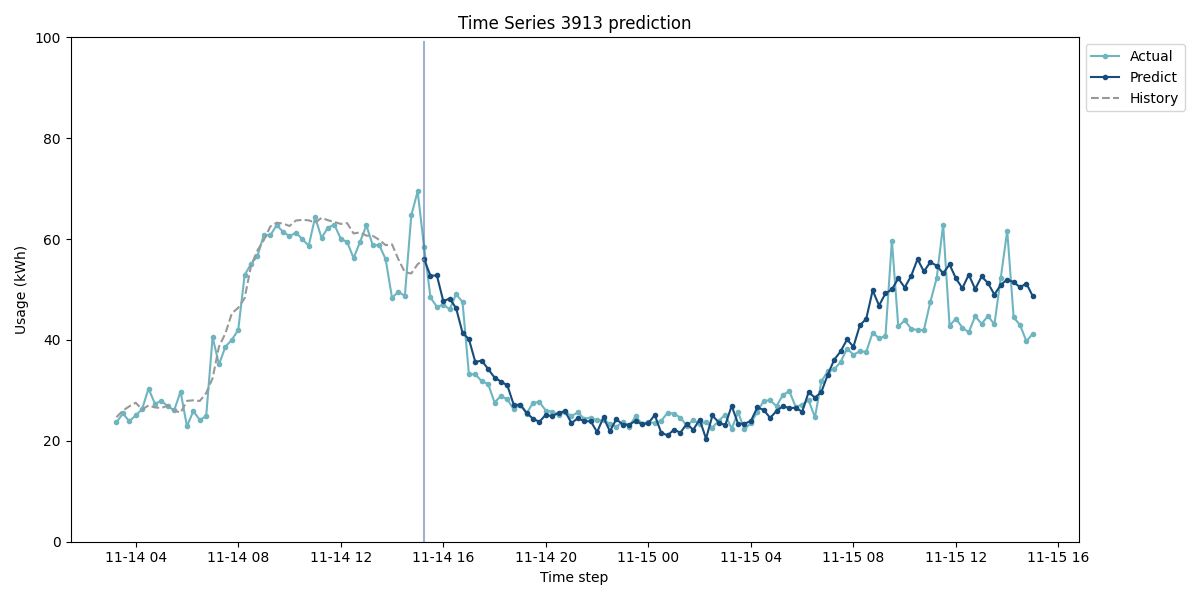 Time Series 3913 prediction
Usage (kWh)
100
80
60
40
20
0
11-14 04
11-14 08
11-14 12
11-14 16
11-14 20
11-15 00
11-15 04
11-15 08
11-15 12
11-15 16
Time step
Actual
Predict
History